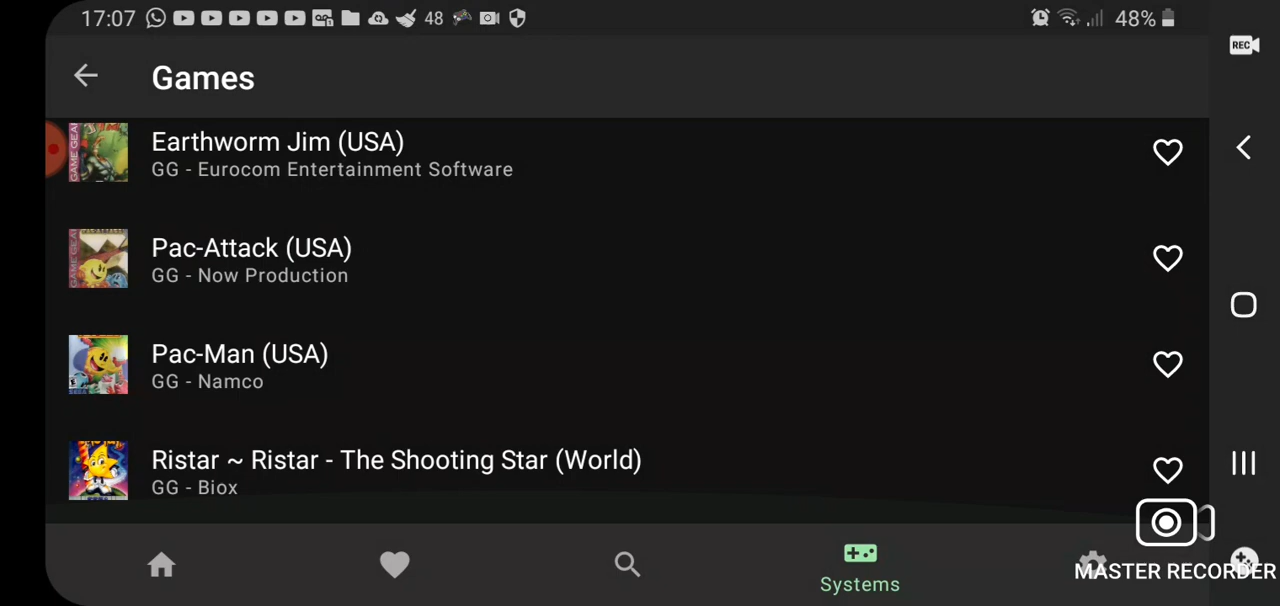 17:07
48
48%
REC
Games
Earthworm Jim (USA)
GG - Eurocom Entertainment Software
Pac-Attack (USA)
GG - Now Production
Pac-Man (USA)
GG - Namco
Ristar ~ Ristar - The Shooting Star (World)
GG - Biox
Systems
MASTER RECORDER